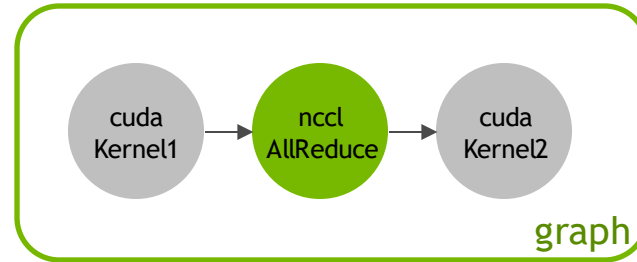 cuda
Kernel1
nccl
AllReduce
cuda
Kernel2
graph